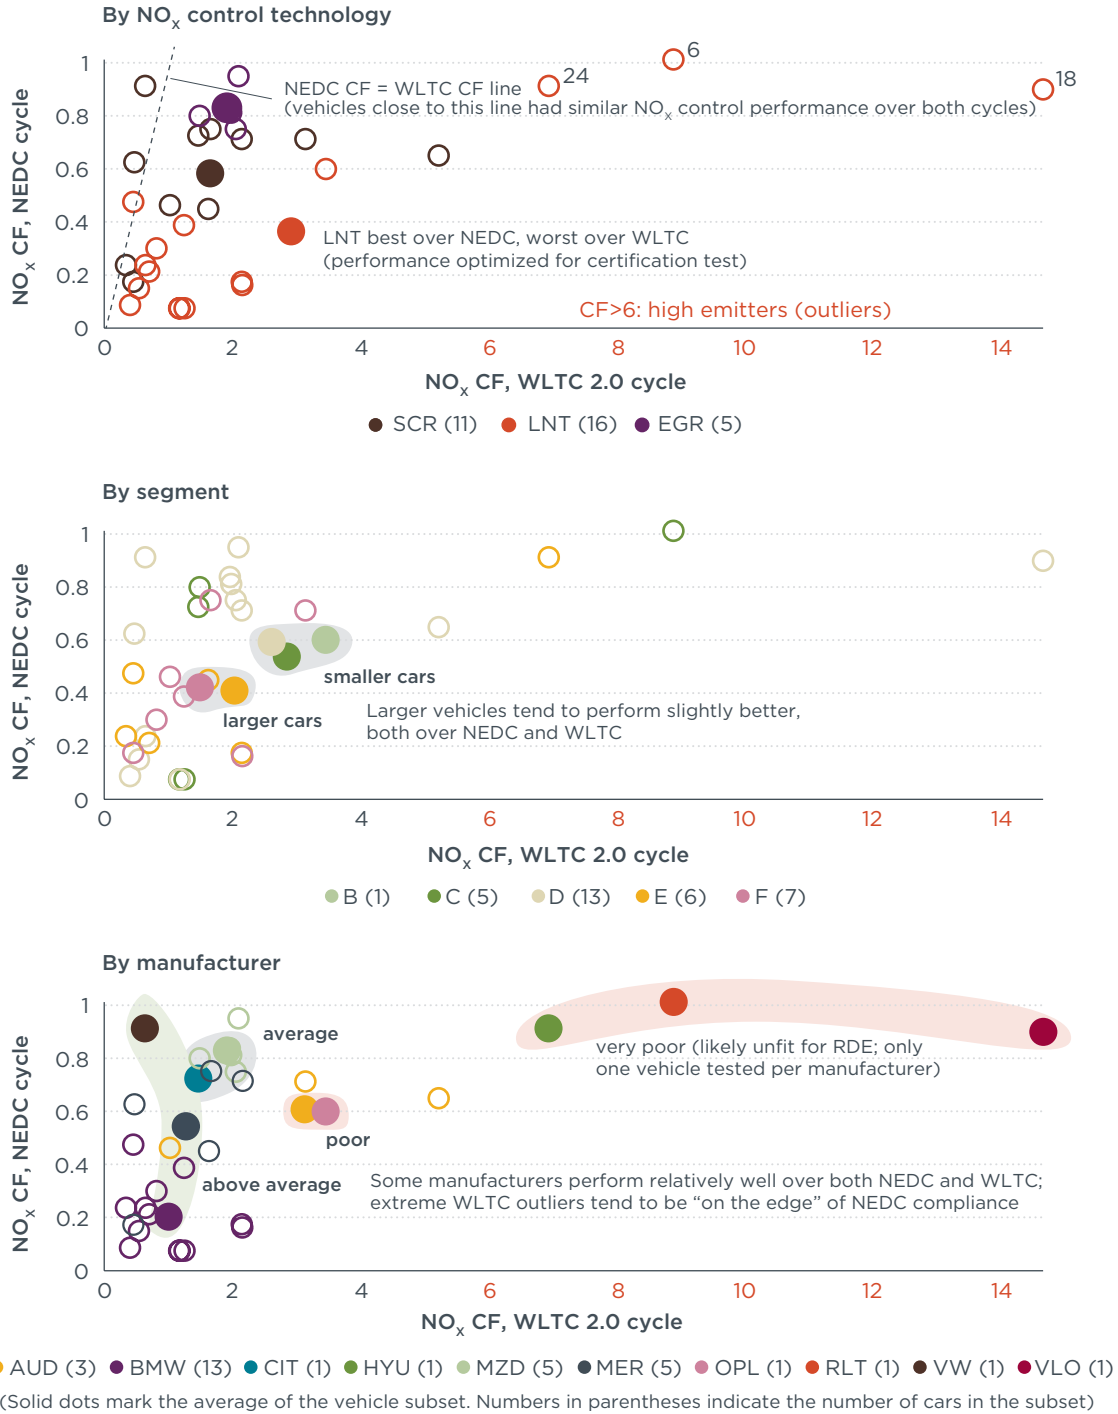 By NOx control technology
NOx CF, NEDC cycle
1
0.8
0.6
0.4
0.2
0
NEDC CF = WLTC CF line
(vehicles close to this line had similar NOx control performance over both cycles)
24
6
18
LNT best over NEDC, worst over WLTC
(performance optimized for certification test)
CF>6: high emitters (outliers)
0 2 4 6 8 10 12 14
NOx CF, WLTC 2.0 cycle
SCR (11) LNT (16) EGR (5)
By segment
NOx CF, NEDC cycle
1
0.8
0.6
0.4
0.2
0
smaller cars
larger cars
Larger vehicles tend to perform slightly better,
both over NEDC and WLTC
0 2 4 6 8 10 12 14
NOx CF, WLTC 2.0 cycle
B (1) C (5) D (13) E (6) F (7)
By manufacturer
NOx CF, NEDC cycle
1
0.8
0.6
0.4
0.2
0
average
very poor (likely unfit for RDE; only
one vehicle tested per manufacturer)
poor
above average
Some manufacturers perform relatively well over both NEDC and WLTC;
extreme WLTC outliers tend to be “on the edge” of NEDC compliance
0 2 4 6 8 10 12 14
NOx CF, WLTC 2.0 cycle
AUD (3) BMW (13) CIT (1) HYU (1) MZD (5) MER (5) OPL (1) RLT (1) VW (1) VLO (1)
(Solid dots mark the average of the vehicle subset. Numbers in parentheses indicate the number of cars in the subset)